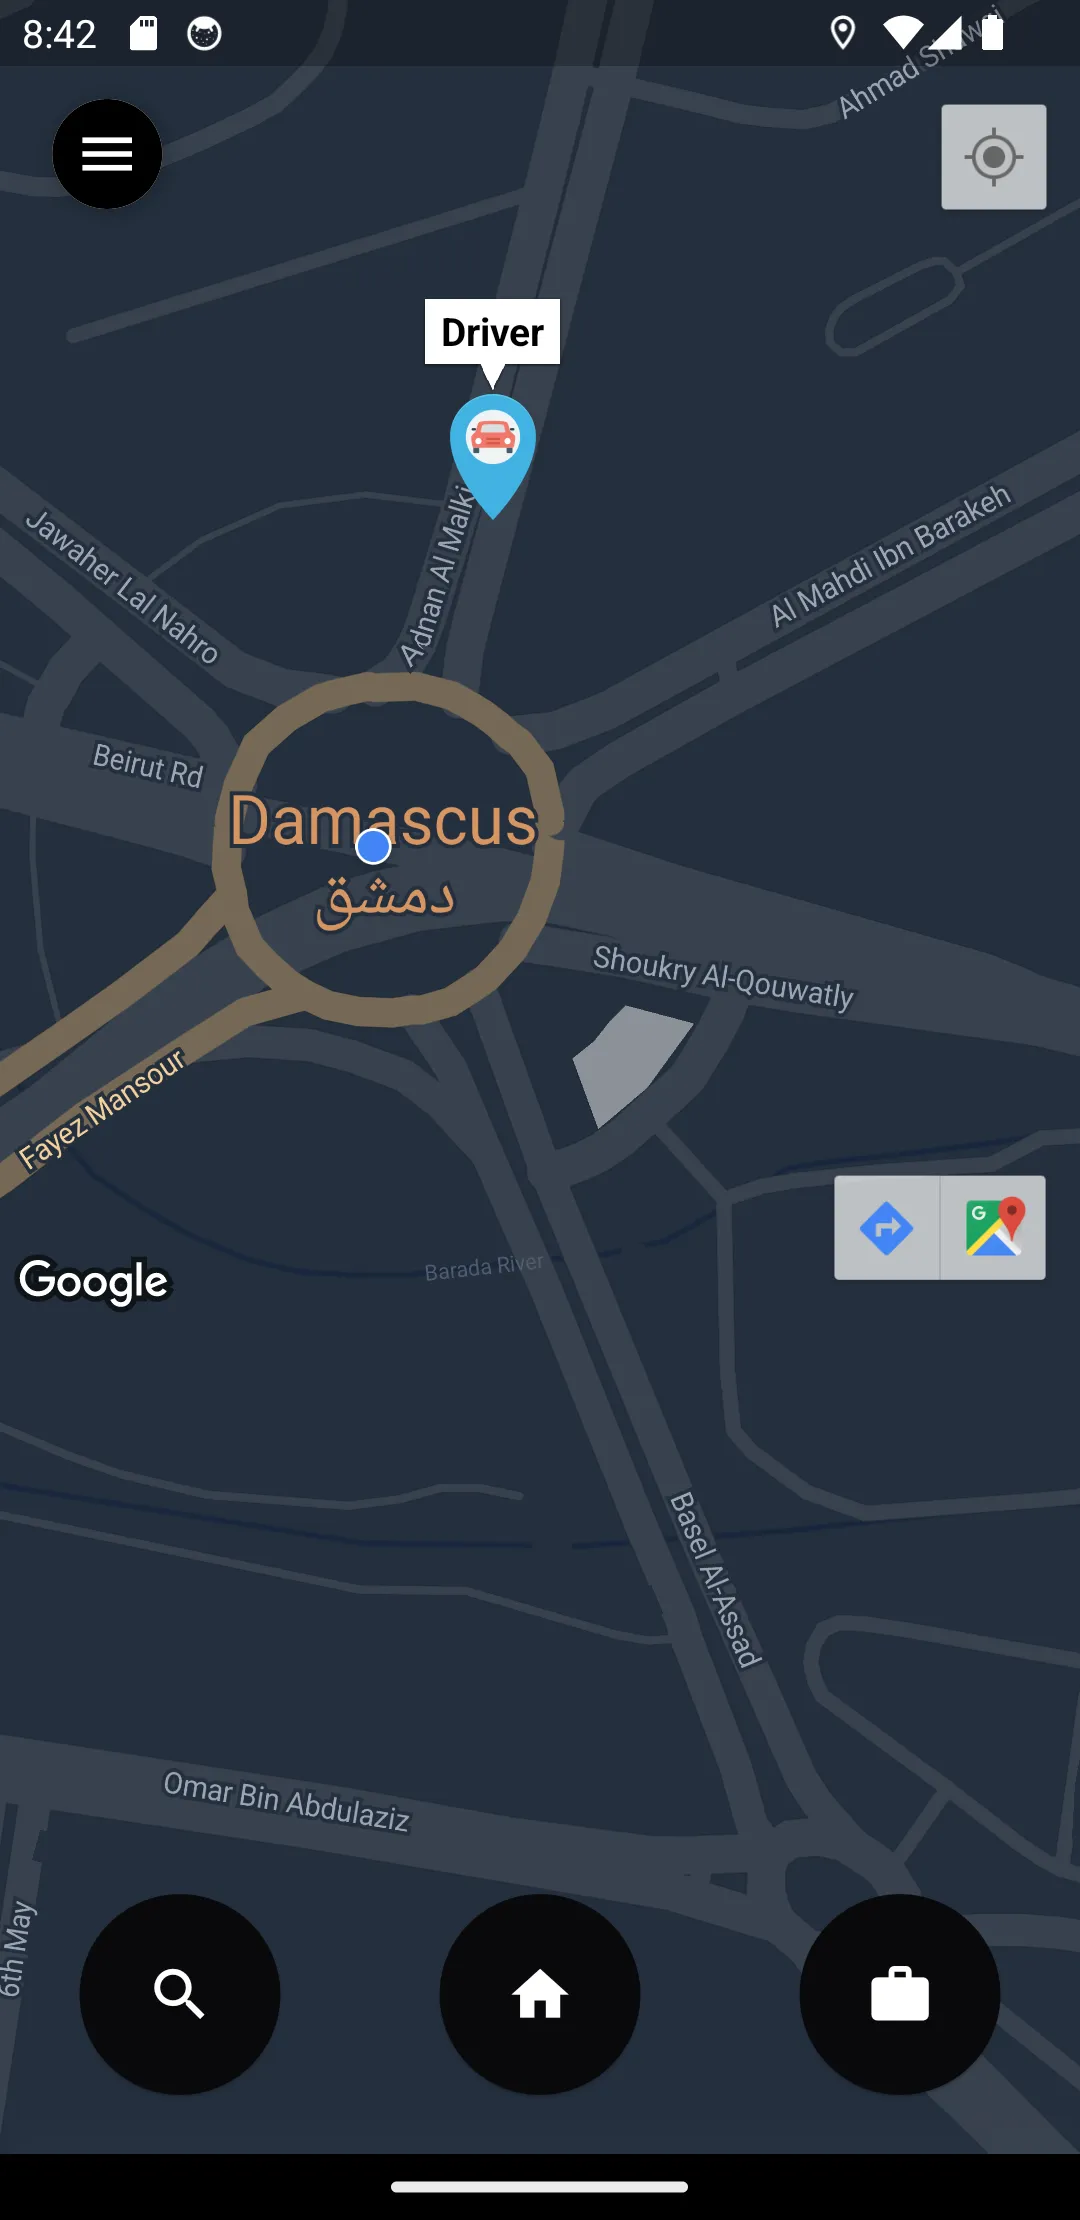 8:42
Ahmad Shawqi
Driver
Adnan Al Malki
Jawaher Lal Nahro
Al Mahdi Ibn Barakeh
Beirut Rd
Damascus
دمشق
Shoukry Al-Qouwatly
Fayez Mansour
G
Barada River
Google
Basel Al-Assad
Omar Bin Abdulaziz
6th May